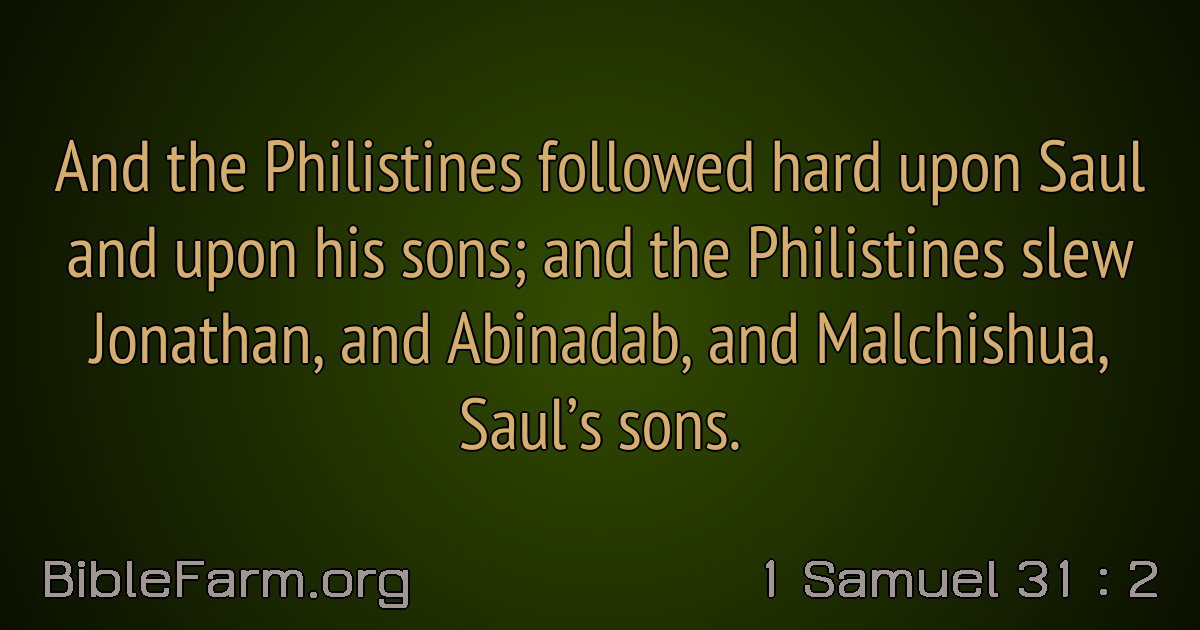 And the Philistines followed hard upon Saul
and upon his sons; and the Philistines slew
Jonathan, and Abinadab, and Malchishua,
Saul’s sons.
BibleFarm.org
1 Samuel 31 : 2